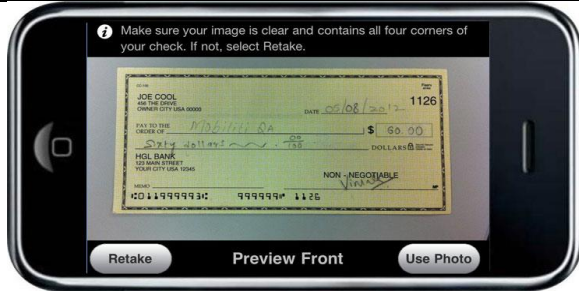 Make sure your image is clear and contains all four corners of
your check. If not, select Retake.
JOE COOL
456 THE DRIVE
OWNER CITY USA 00000
1126
DATE 05/08/2012
PAY TO THE
ORDER OF Mobiliti QA $ 60.00
Sixty dollars 00/100 DOLLARS
HGL BANK
123 MAIN STREET
YOUR CITY USA 12345
NON - NEGOTIABLE
MEMO
⑆011999993⑆ 999999⑈ 1126
Retake
Preview Front
Use Photo